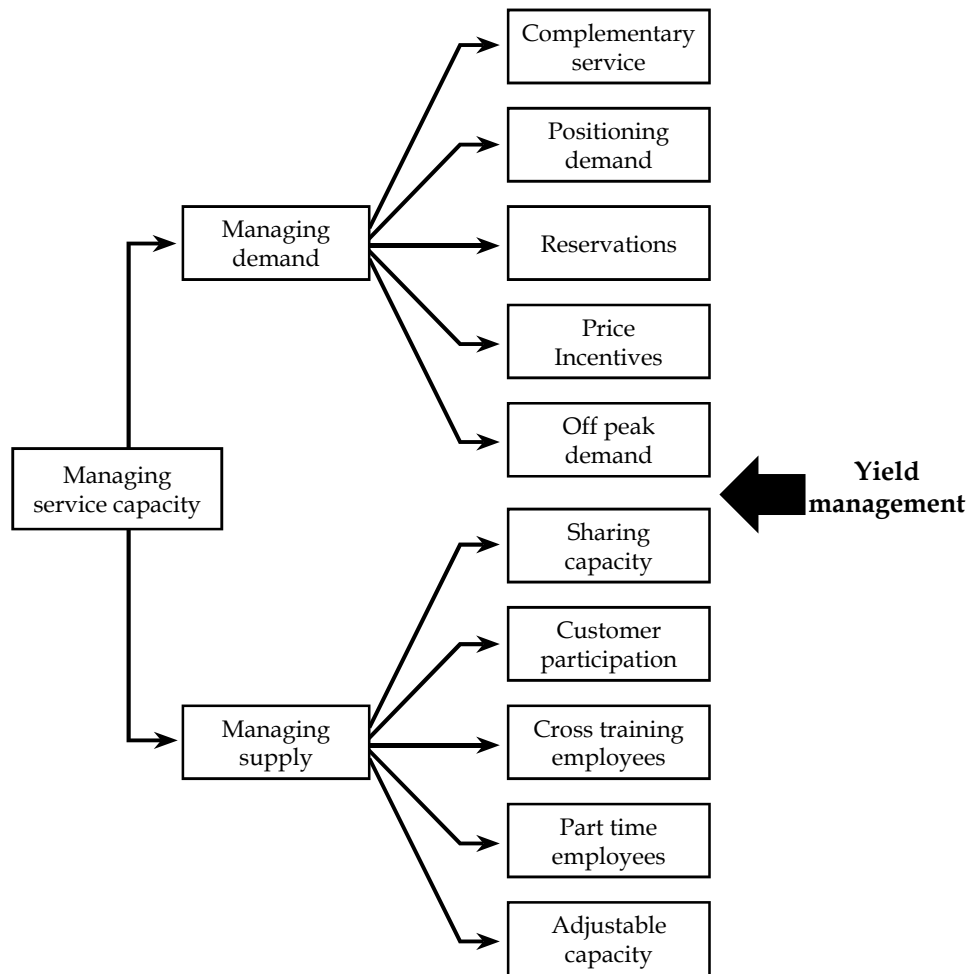 Complementary
service
Positioning
demand
Managing
demand
Reservations
Price
Incentives
Off peak
demand
Managing
service capacity
Yield
management
Sharing
capacity
Customer
participation
Managing
supply
Cross training
employees
Part time
employees
Adjustable
capacity